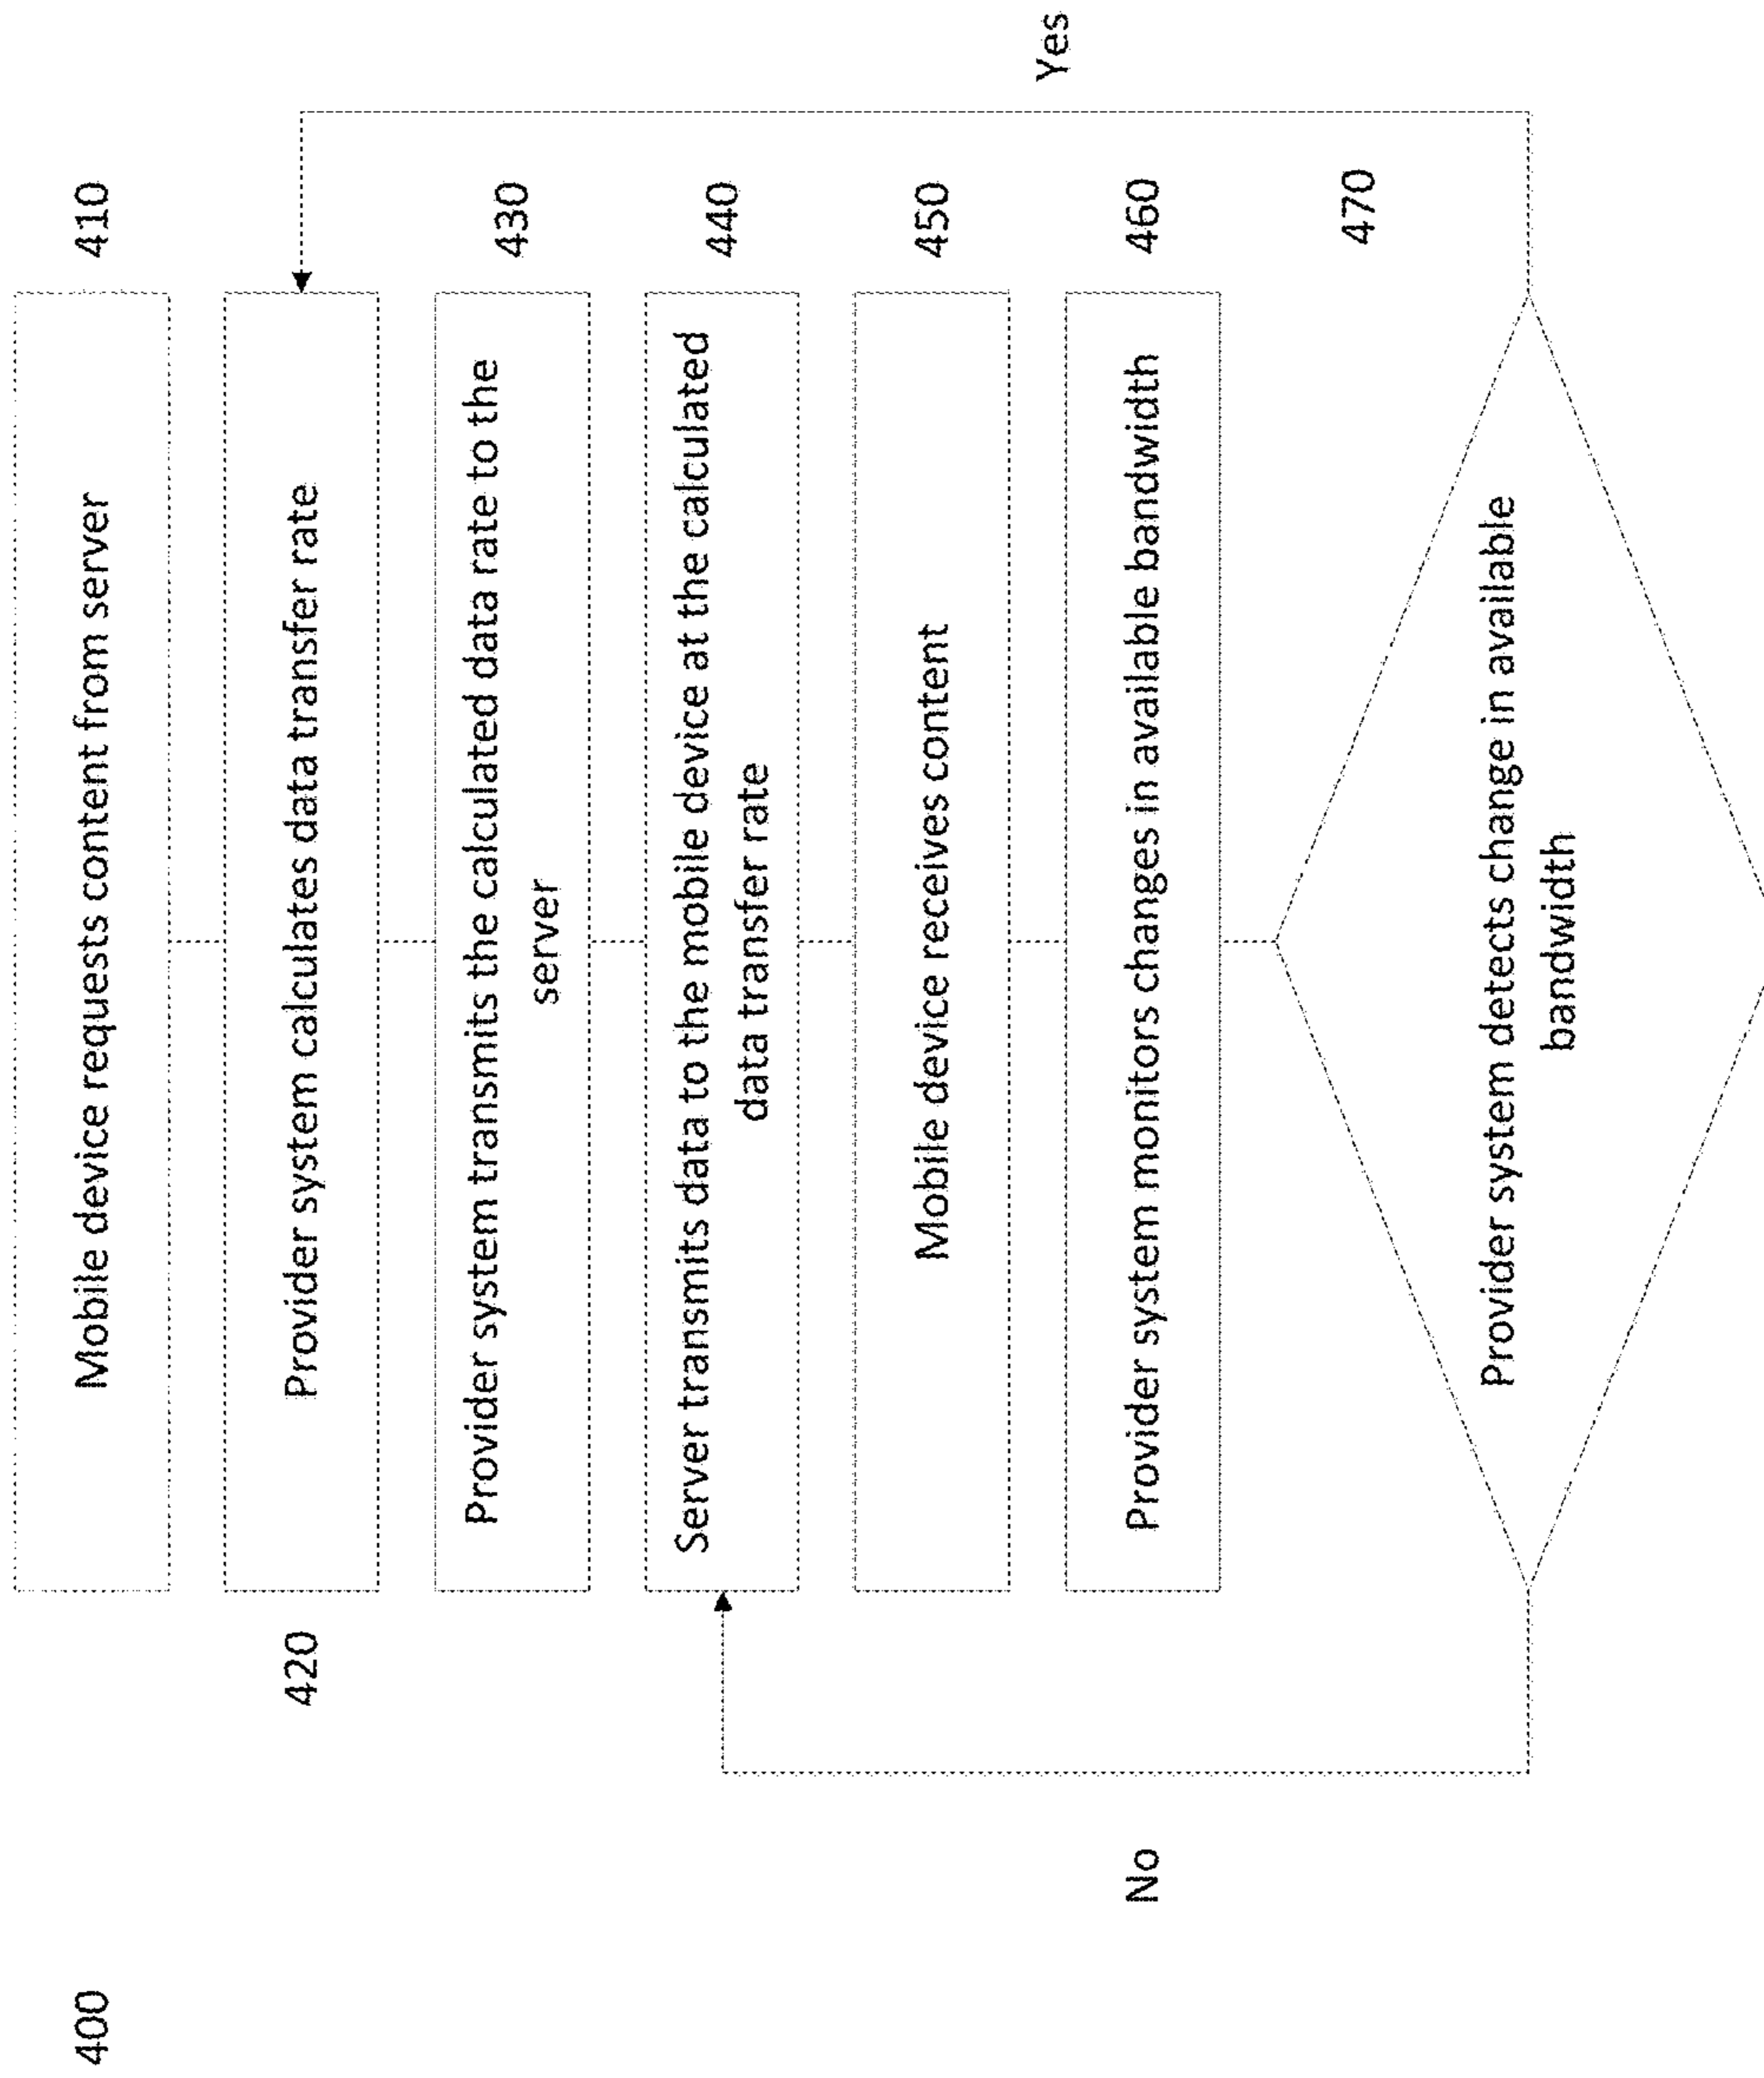 400
Mobile device requests content from server
410
420
Provider system calculates data transfer rate
Provider system transmits the calculated data rate to the
server
430
Server transmits data to the mobile device at the calculated
data transfer rate
440
Mobile device receives content
450
Provider system monitors changes in available bandwidth
460
No
Yes
470
Provider system detects change in available
bandwidth